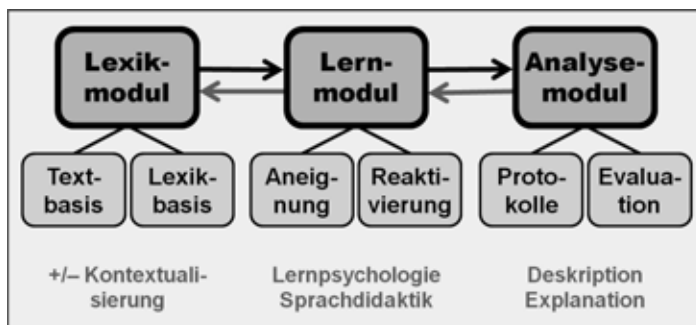 Lexik-
modul
Lern-
modul
Analyse-
modul
Text-
basis
Lexik-
basis
Aneig-
nung
Reakti-
vierung
Proto-
kolle
Evalua-
tion
+/– Kontextuali-
sierung
Lernpsychologie
Sprachdidaktik
Deskription
Explanation